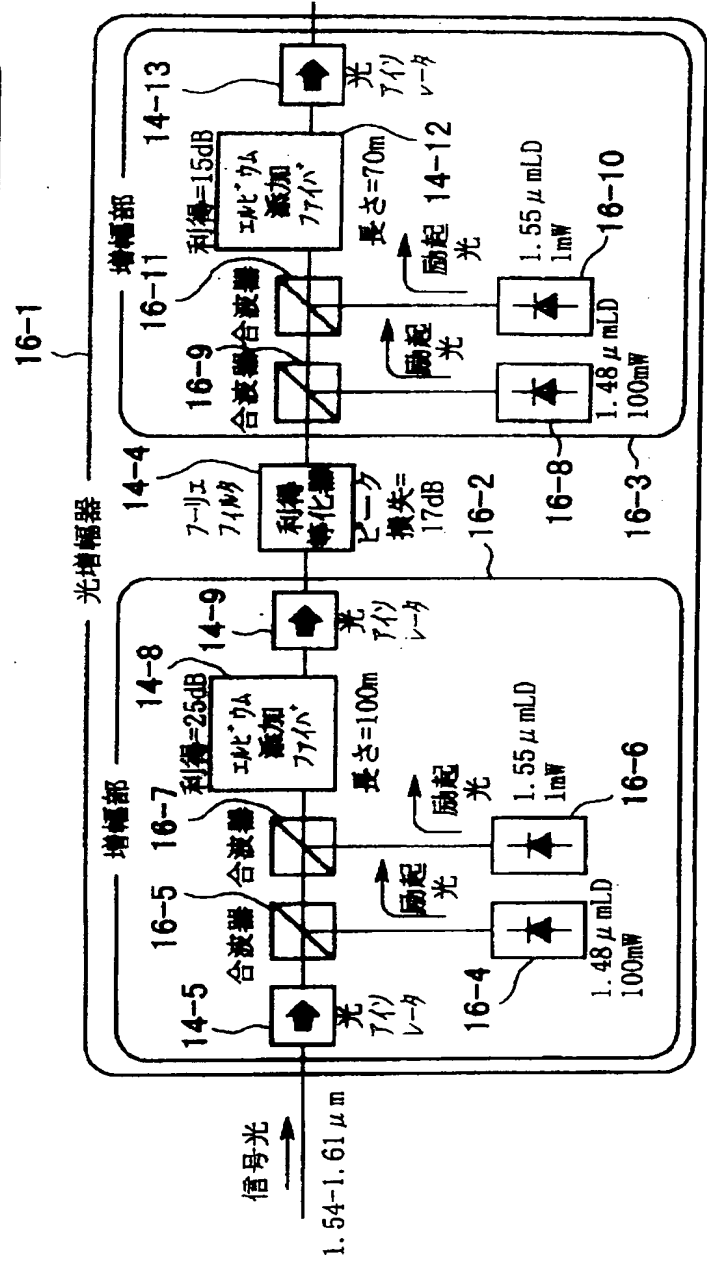 16-1
光増幅器
信号光
1.54-1.61μm
増幅部
14-5
光
アイソ
レータ
合波器
16-5
合波器
16-7
利得=25dB
14-8
エルビウム
添加
ファイバ
長さ=100m
14-9
光
アイソ
レータ
励起
光
励起
光
16-4
1.48μmLD
100mW
1.55μmLD
1mW
16-6
16-2
フーリエ
フィルタ
14-4
利得
等化器
ピーク
損失=
17dB
増幅部
合波器
16-9
合波器
16-11
利得=15dB
エルビウム
添加
ファイバ
長さ=70m
14-12
14-13
光
アイソ
レータ
励起
光
励起
光
16-8
1.48μmLD
100mW
1.55μmLD
1mW
16-10
16-3